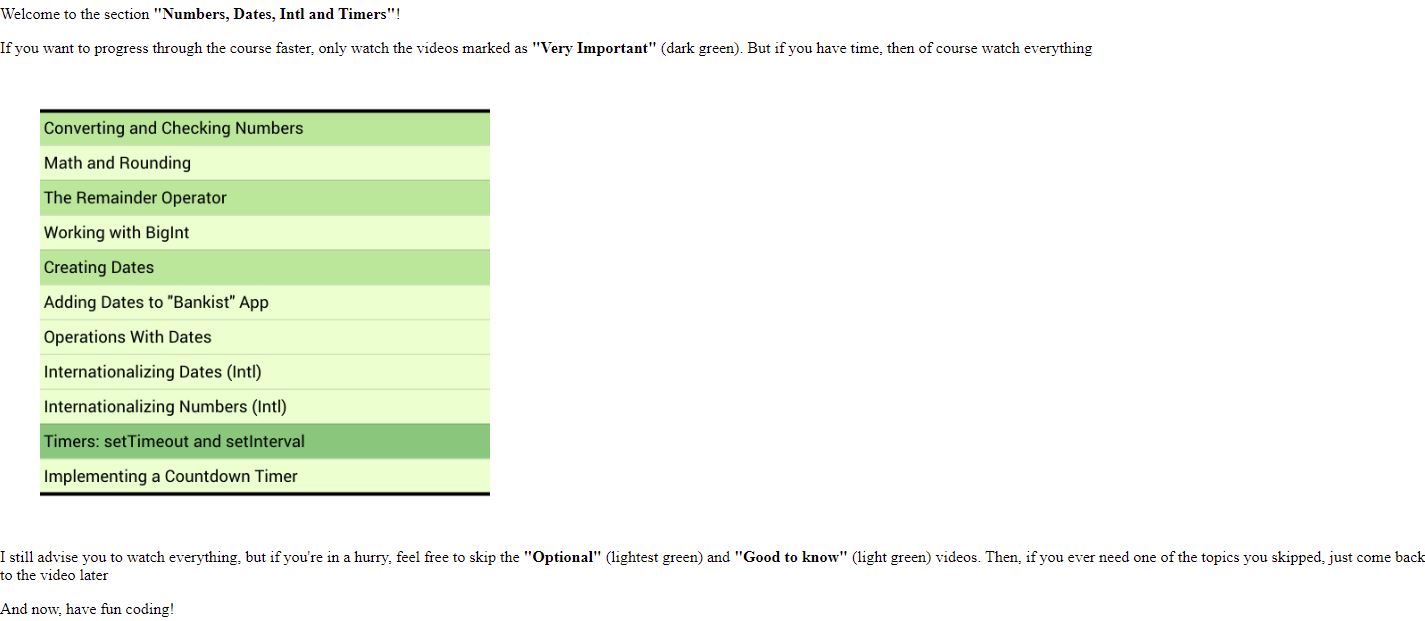 Welcome to the section "Numbers, Dates, Intl and Timers"!
If you want to progress through the course faster, only watch the videos marked as "Very Important" (dark green). But if you have time, then of course watch everything
Converting and Checking Numbers
Math and Rounding
The Remainder Operator
Working with BigInt
Creating Dates
Adding Dates to "Bankist" App
Operations With Dates
Internationalizing Dates (Intl)
Internationalizing Numbers (Intl)
Timers: setTimeout and setInterval
Implementing a Countdown Timer
I still advise you to watch everything, but if you're in a hurry, feel free to skip the "Optional" (lightest green) and "Good to know" (light green) videos. Then, if you ever need one of the topics you skipped, just come back
to the video later
And now, have fun coding!